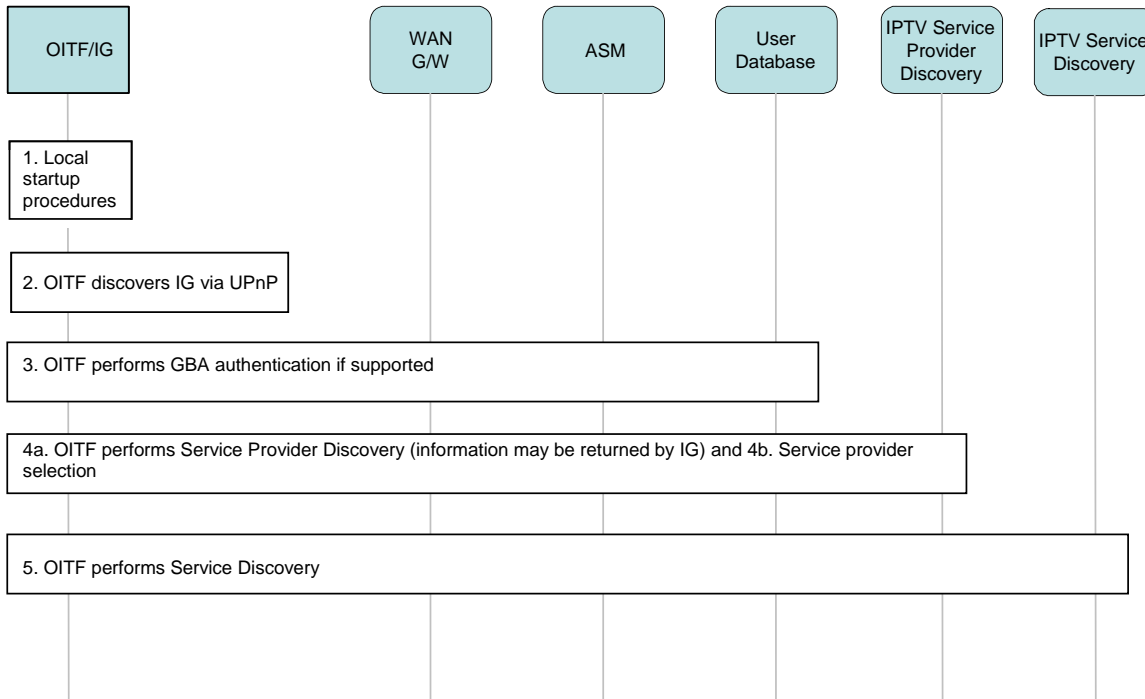 OITF/IG
WAN
G/W
ASM
User
Database
IPTV Service
Provider
Discovery
IPTV Service
Discovery
1. Local
startup
procedures
2. OITF discovers IG via UPnP
3. OITF performs GBA authentication if supported
4a. OITF performs Service Provider Discovery (information may be returned by IG) and 4b. Service provider
selection
5. OITF performs Service Discovery